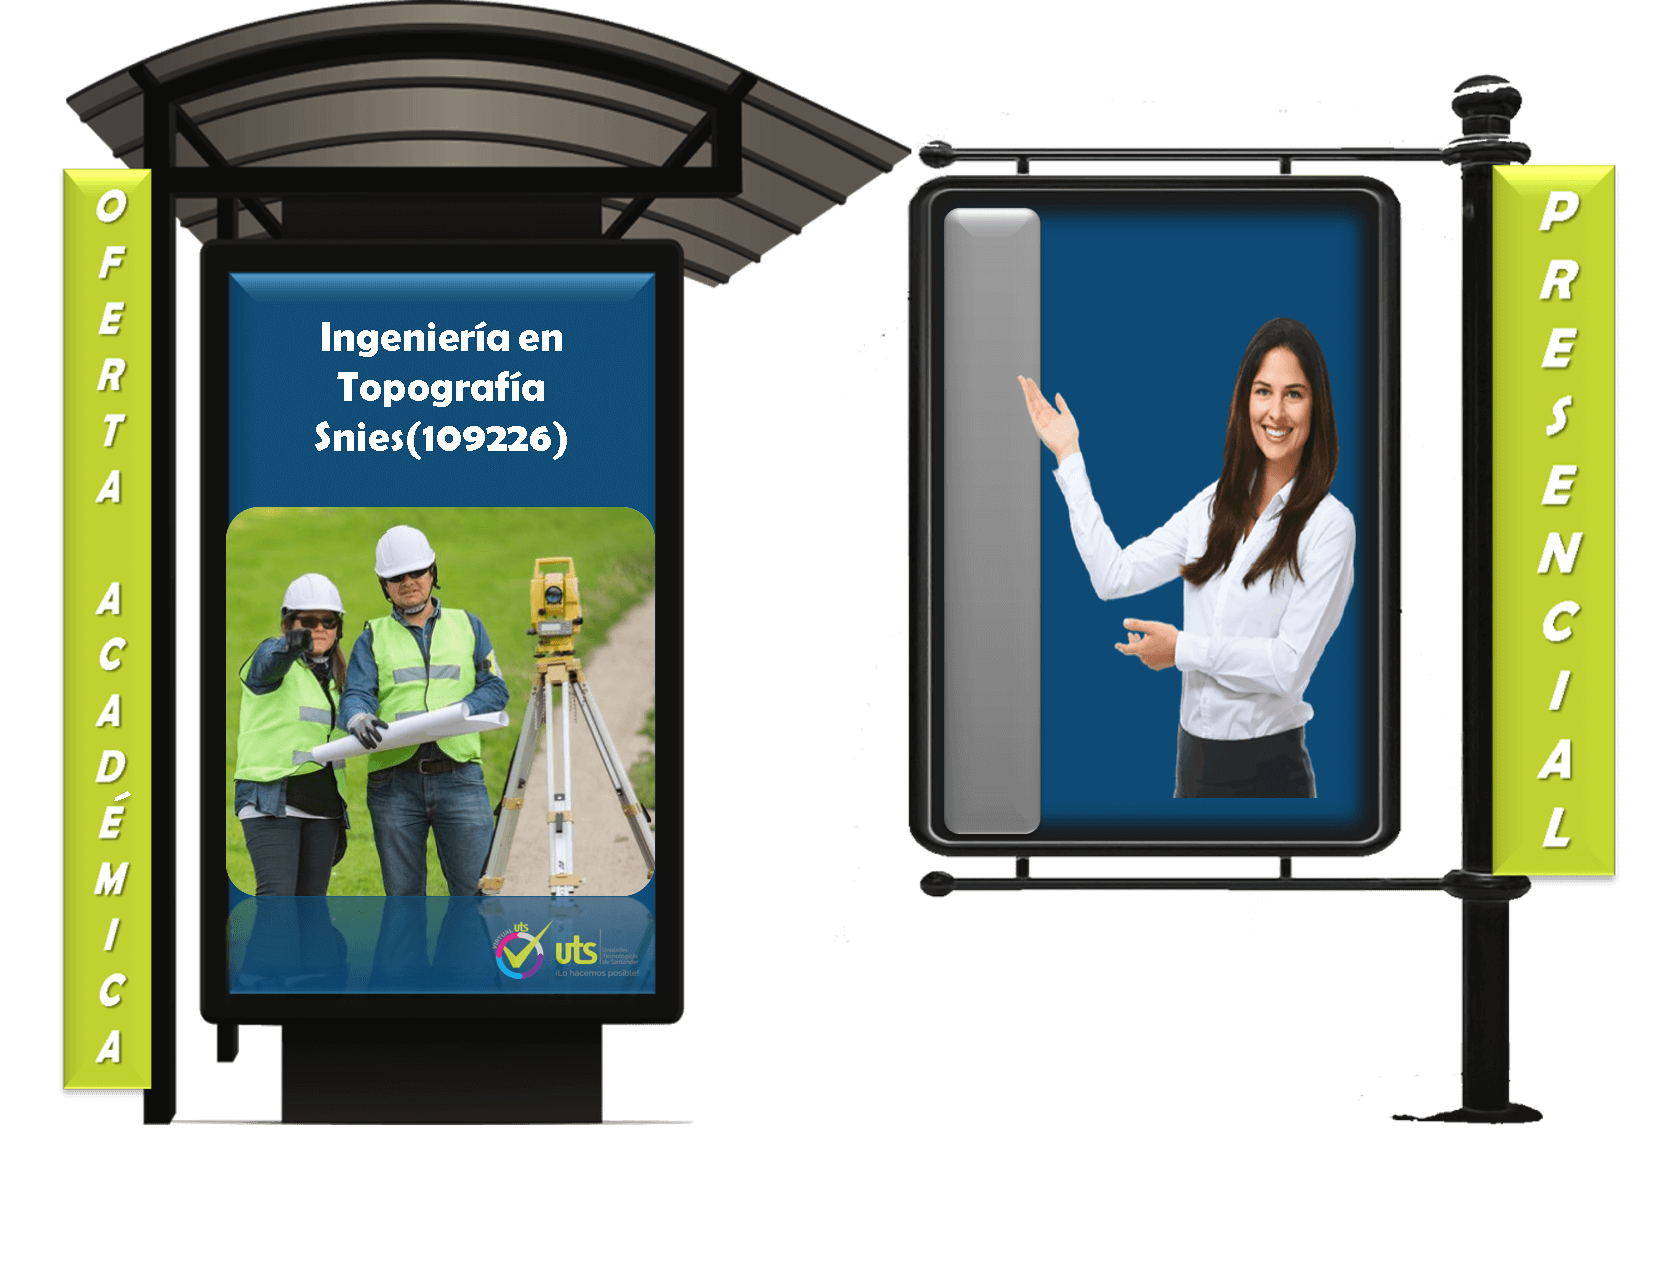 OFERTA ACADÉMICA
Ingeniería en
Topografía
Snies(109226)
VIRTUAL uts
uts
Unidades
Tecnológicas
de Santander
¡Lo hacemos posible!
PRESENCIAL